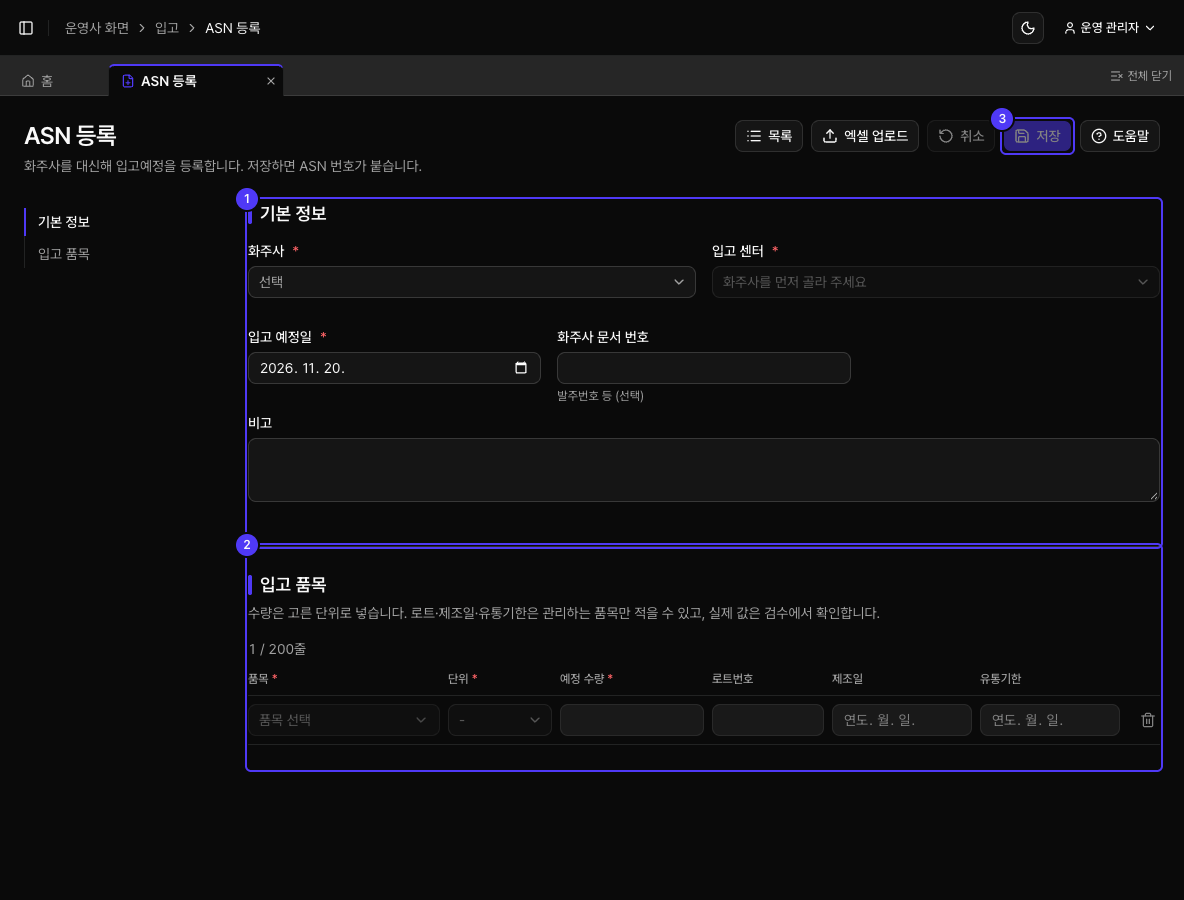 운영사 화면 > 입고 > ASN 등록
운영 관리자
홈
ASN 등록
전체 닫기
ASN 등록
목록
엑셀 업로드
취소
3
저장
도움말
화주사를 대신해 입고예정을 등록합니다. 저장하면 ASN 번호가 붙습니다.
기본 정보
입고 품목
1
기본 정보
화주사 *
입고 센터 *
선택
화주사를 먼저 골라 주세요
입고 예정일 *
화주사 문서 번호
2026. 11. 20.
발주번호 등 (선택)
비고
2
입고 품목
수량은 고른 단위로 넣습니다. 로트·제조일·유통기한은 관리하는 품목만 적을 수 있고, 실제 값은 검수에서 확인합니다.
1 / 200줄
품목 * 단위 * 예정 수량 * 로트번호 제조일 유통기한
품목 선택 - 연도. 월. 일. 연도. 월. 일.